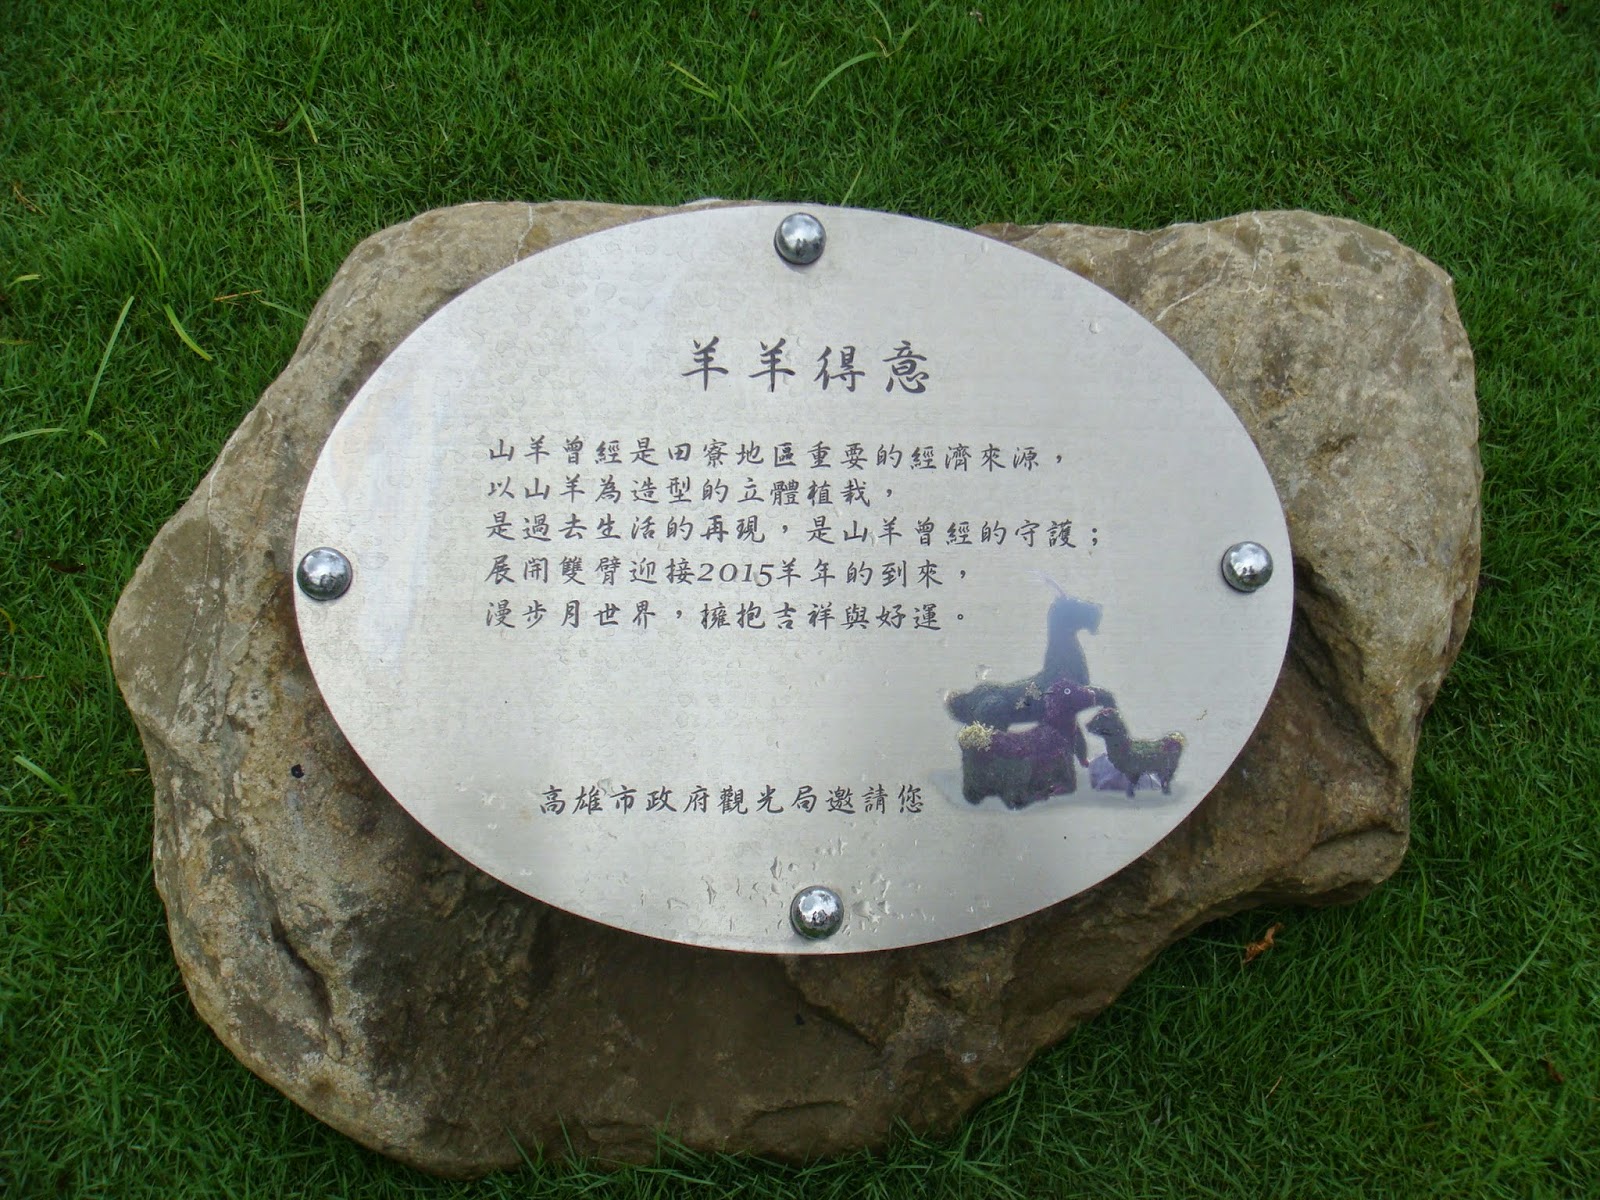 羊羊得意
山羊曾經是田寮地區重要的經濟來源，
以山羊為造型的立體植栽，
是過去生活的再現，是山羊曾經的守護；
展開雙臂迎接2015羊年的到來，
漫步月世界，擁抱吉祥與好運。
高雄市政府觀光局邀請您